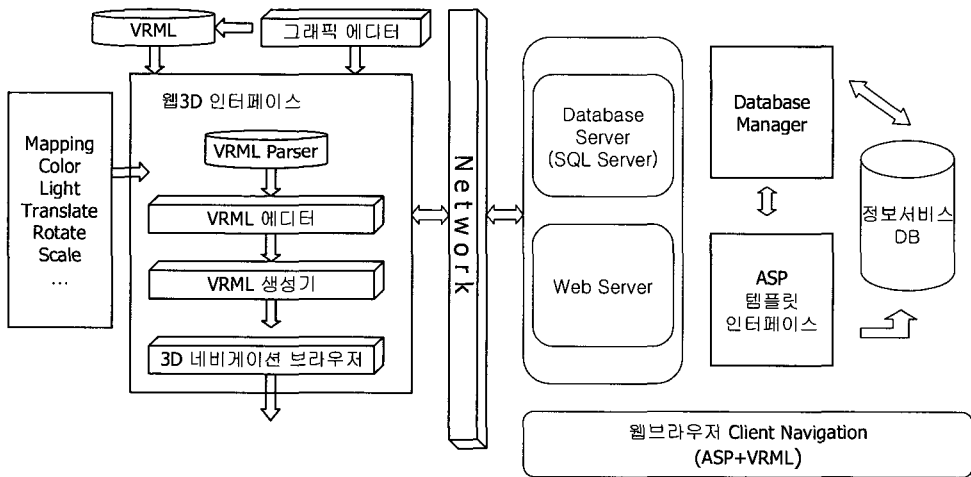 VRML
그래픽 에디터
웹3D 인터페이스
Mapping
Color
Light
Translate
Rotate
Scale
...
VRML Parser
VRML 에디터
VRML 생성기
3D 네비게이션 브라우저
Network
Database
Server
(SQL Server)
Web Server
Database
Manager
ASP
템플릿
인터페이스
정보서비스
DB
웹브라우저 Client Navigation
(ASP+VRML)